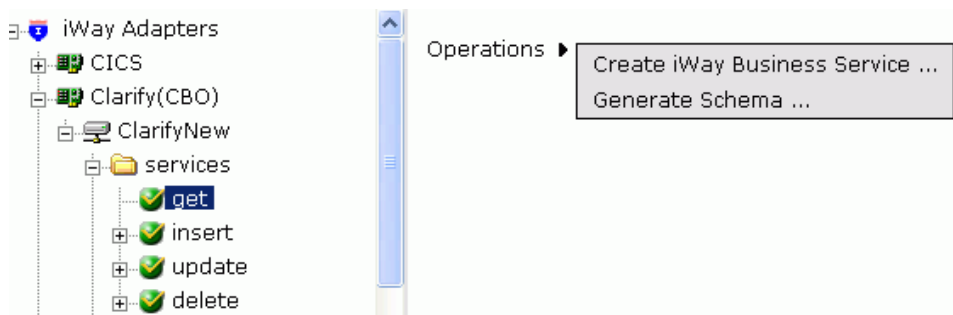 iWay Adapters
CICS
Clarify(CBO)
ClarifyNew
services
get
insert
update
delete
Operations
Create iWay Business Service ...
Generate Schema ...